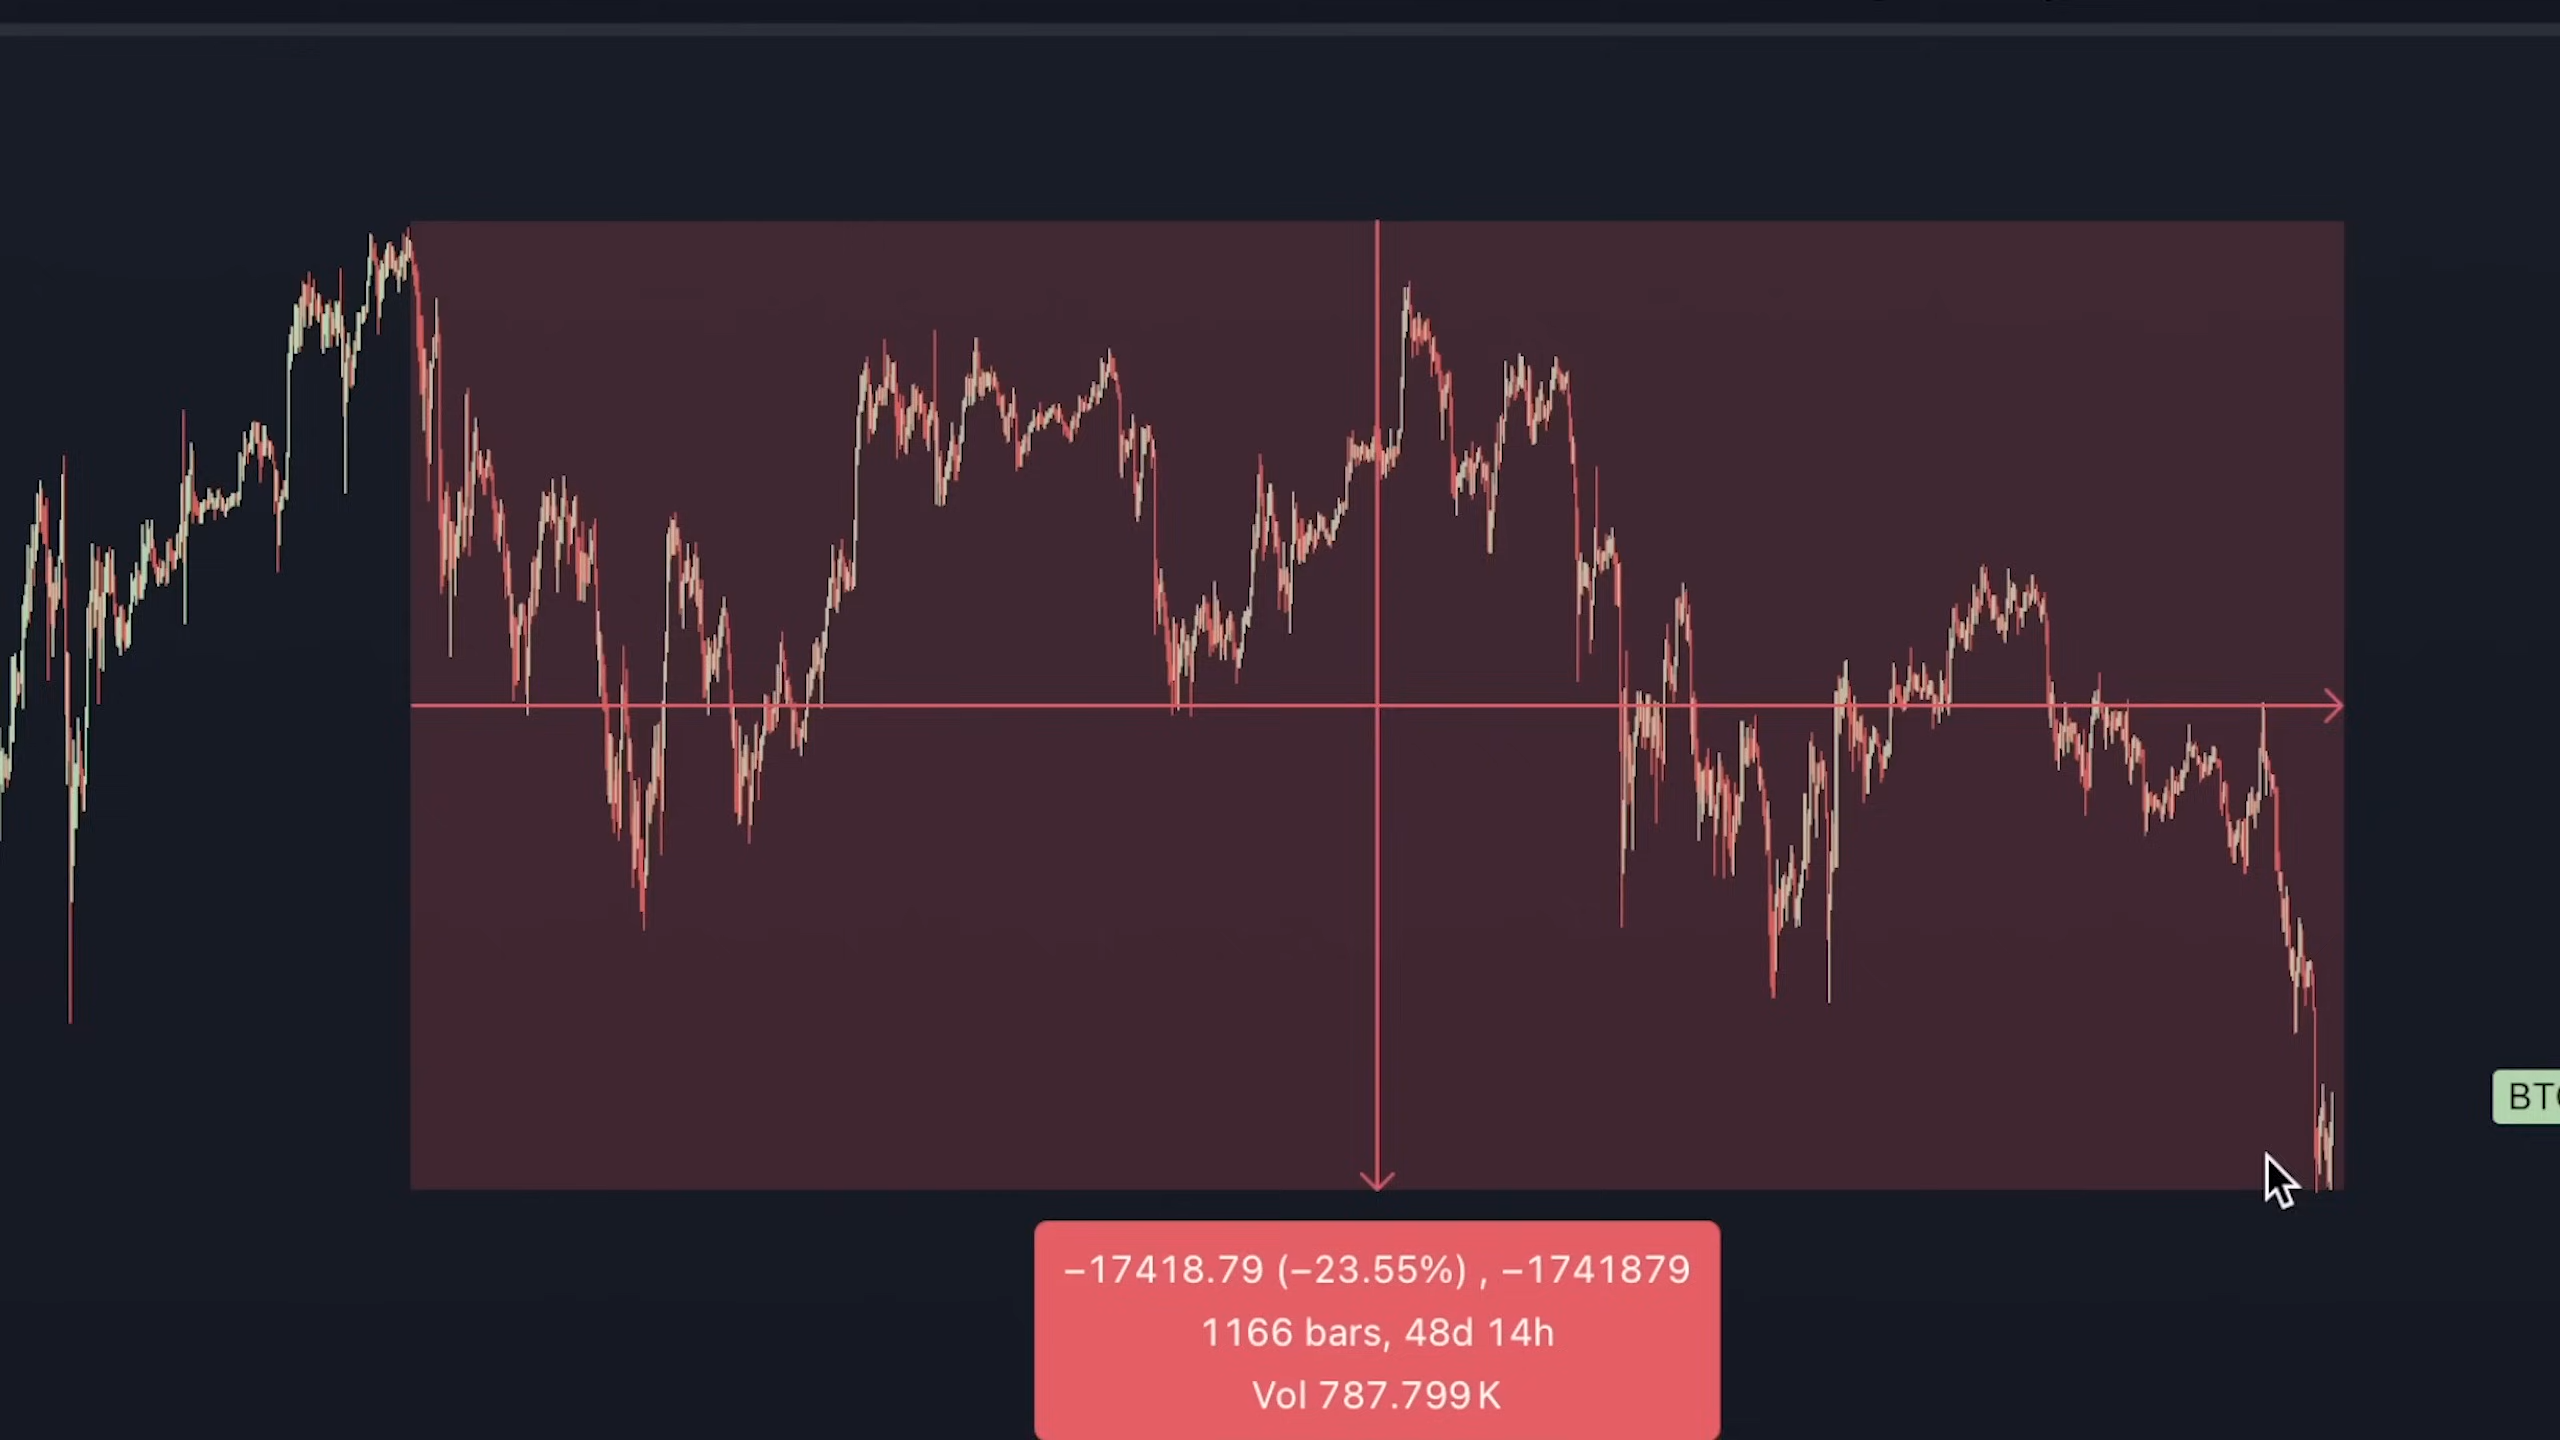 BT
−17418.79 (−23.55%) , −1741879
1166 bars, 48d 14h
Vol 787.799 K